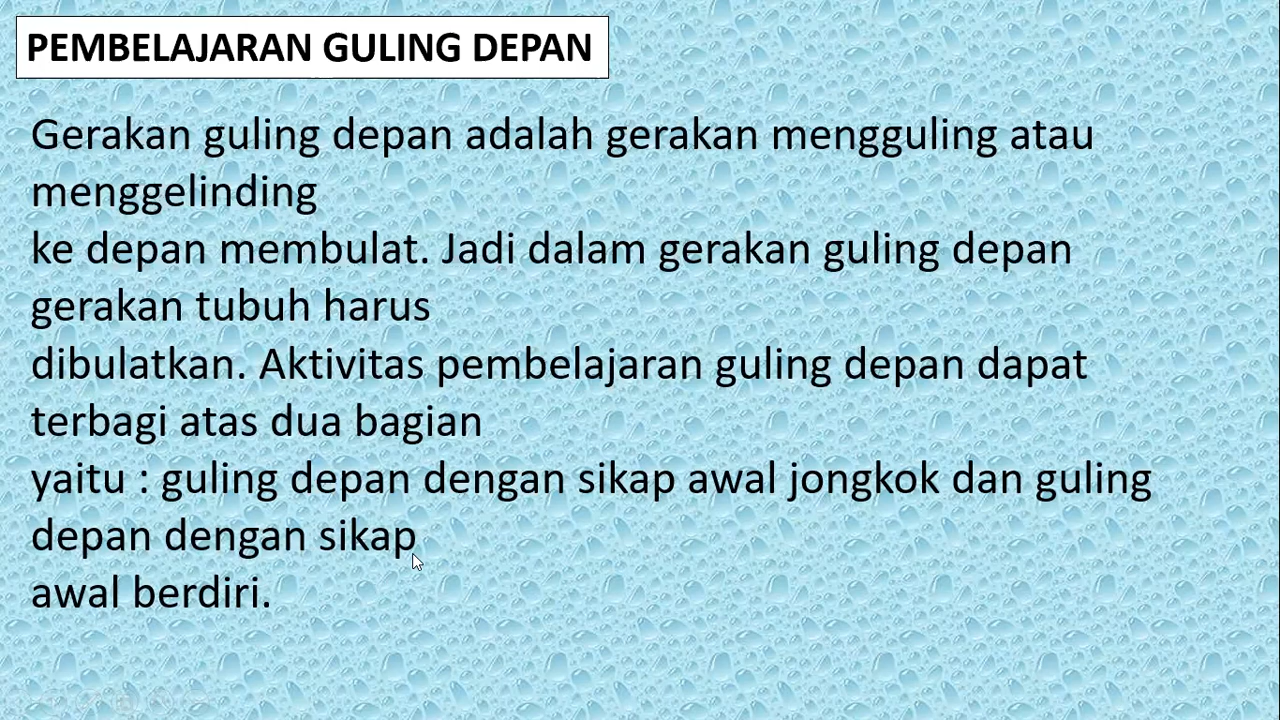 PEMBELAJARAN GULING DEPAN
Gerakan guling depan adalah gerakan mengguling atau
menggelinding
ke depan membulat. Jadi dalam gerakan guling depan
gerakan tubuh harus
dibulatkan. Aktivitas pembelajaran guling depan dapat
terbagi atas dua bagian
yaitu : guling depan dengan sikap awal jongkok dan guling
depan dengan sikap
awal berdiri.